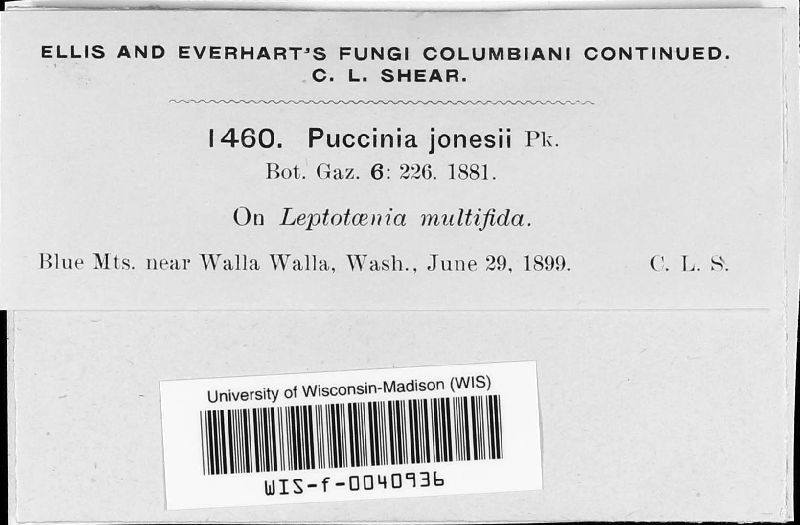 ELLIS AND EVERHART'S FUNGI COLUMBIANI CONTINUED.
C. L. SHEAR.
1460. Puccinia jonesii Pk.
Bot. Gaz. 6: 226. 1881.
On Leptotœnia multifida.
Blue Mts. near Walla Walla, Wash., June 29, 1899. C. L. S.
University of Wisconsin-Madison (WIS)
WIS-f-0040936